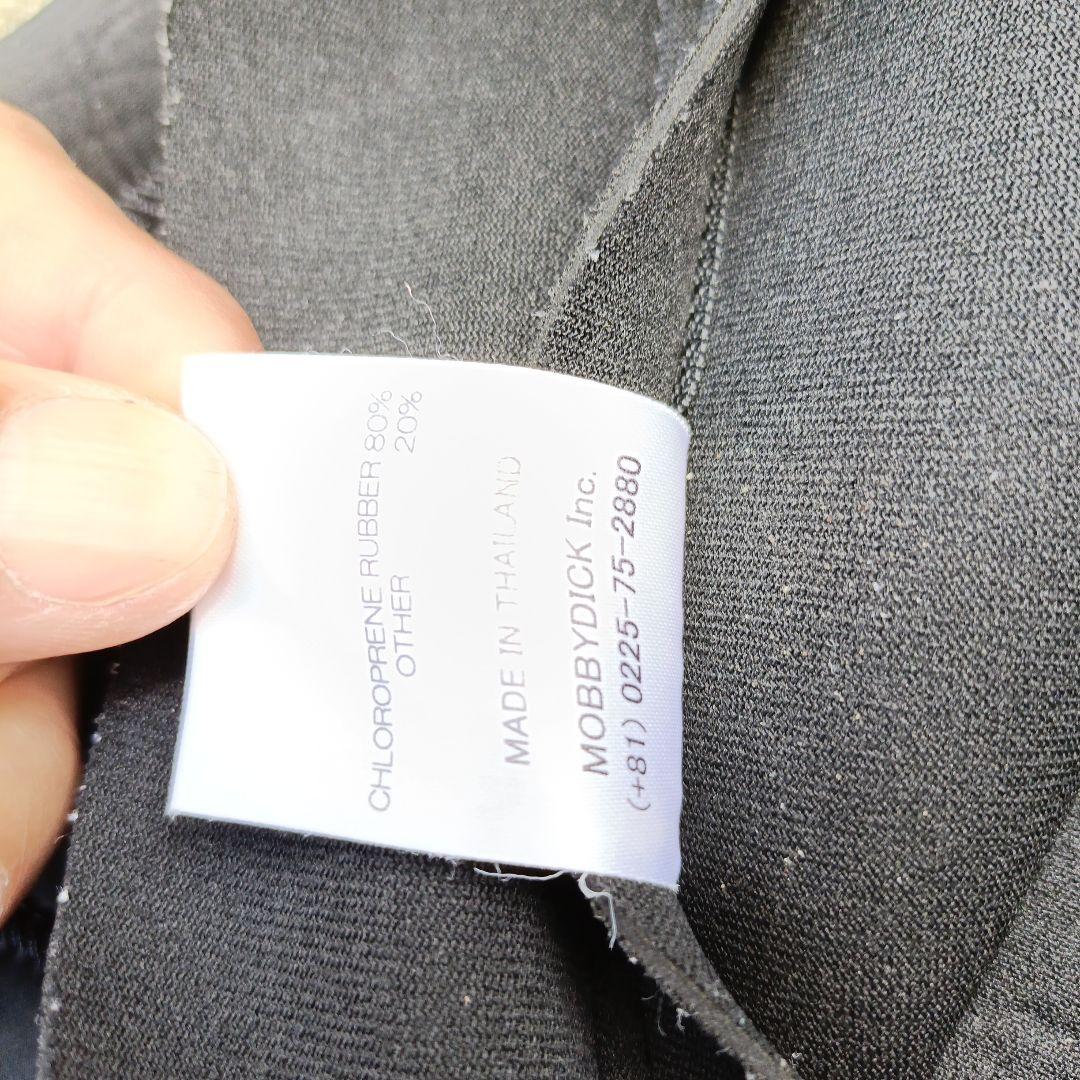 CHLOROPRENE RUBBER 80%
OTHER 20%
MADE IN THAILAND
MOBBYDICK Inc.
(+81) 0225-75-2880